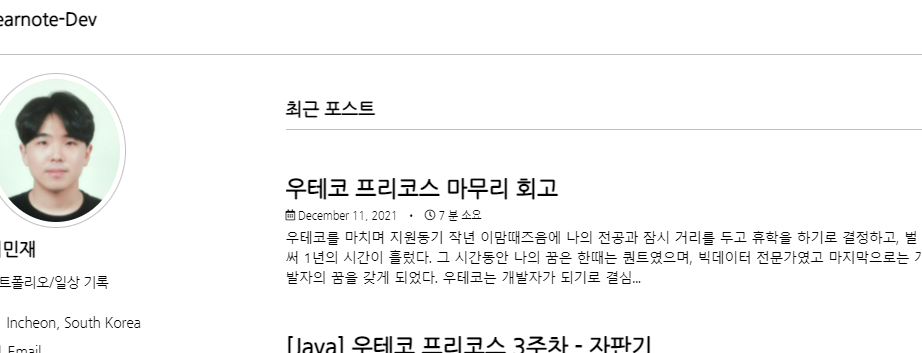 earnote-Dev
최근 포스트
우테코 프리코스 마무리 회고
December 11, 2021 • 7 분 소요
우테코를 마치며 지원동기 작년 이맘때즈음에 나의 전공과 잠시 거리를 두고 휴학을 하기로 결정하고, 벌
써 1년의 시간이 흘렀다. 그 시간동안 나의 꿈은 한때는 퀀트였으며, 빅데이터 전문가였고 마지막으로는 개
발자의 꿈을 갖게 되었다. 우테코는 개발자가 되기로 결심...
민재
트폴리오/일상 기록
Incheon, South Korea
Email
[Java] 우테코 프리코스 3주차 - 자판기